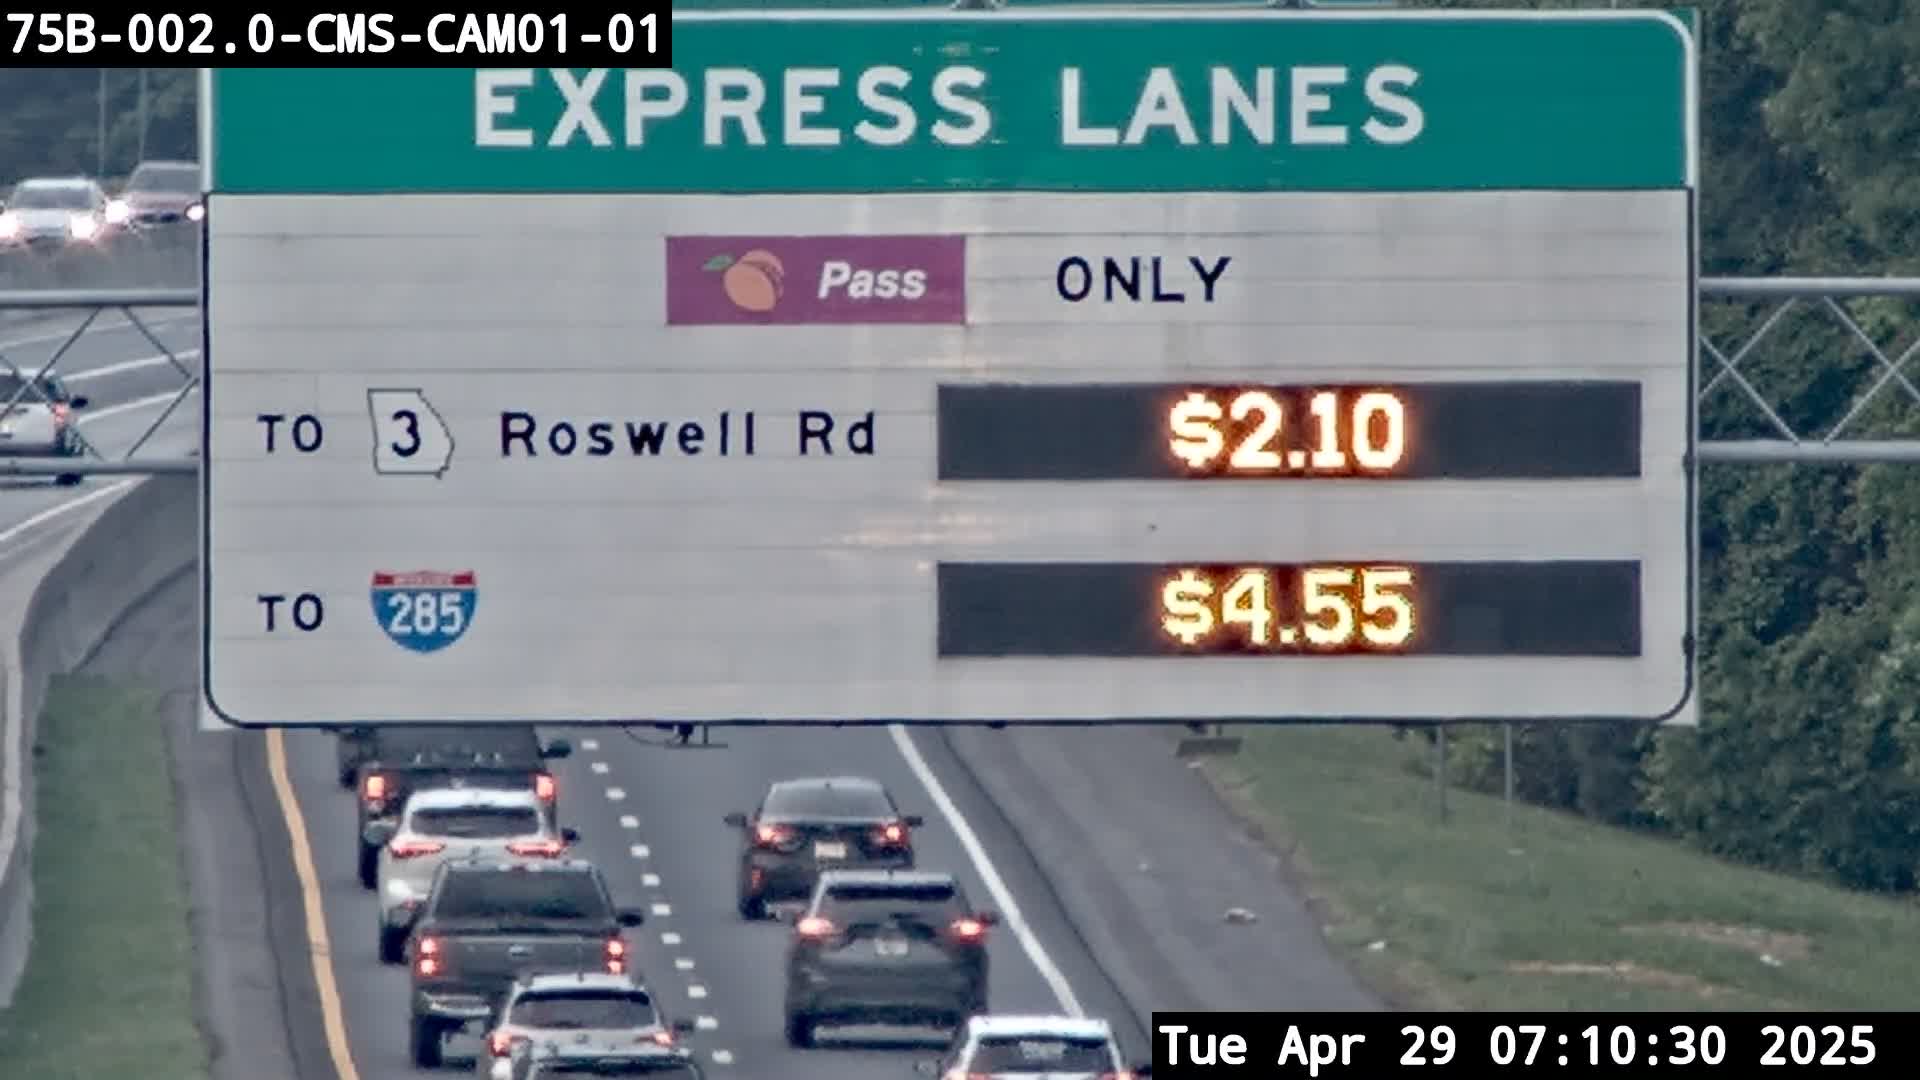 75B-002.0-CMS-CAM01-01
EXPRESS LANES
Pass ONLY
TO 3 Roswell Rd $2.10
TO 285 $4.55
Tue Apr 29 07:10:30 2025